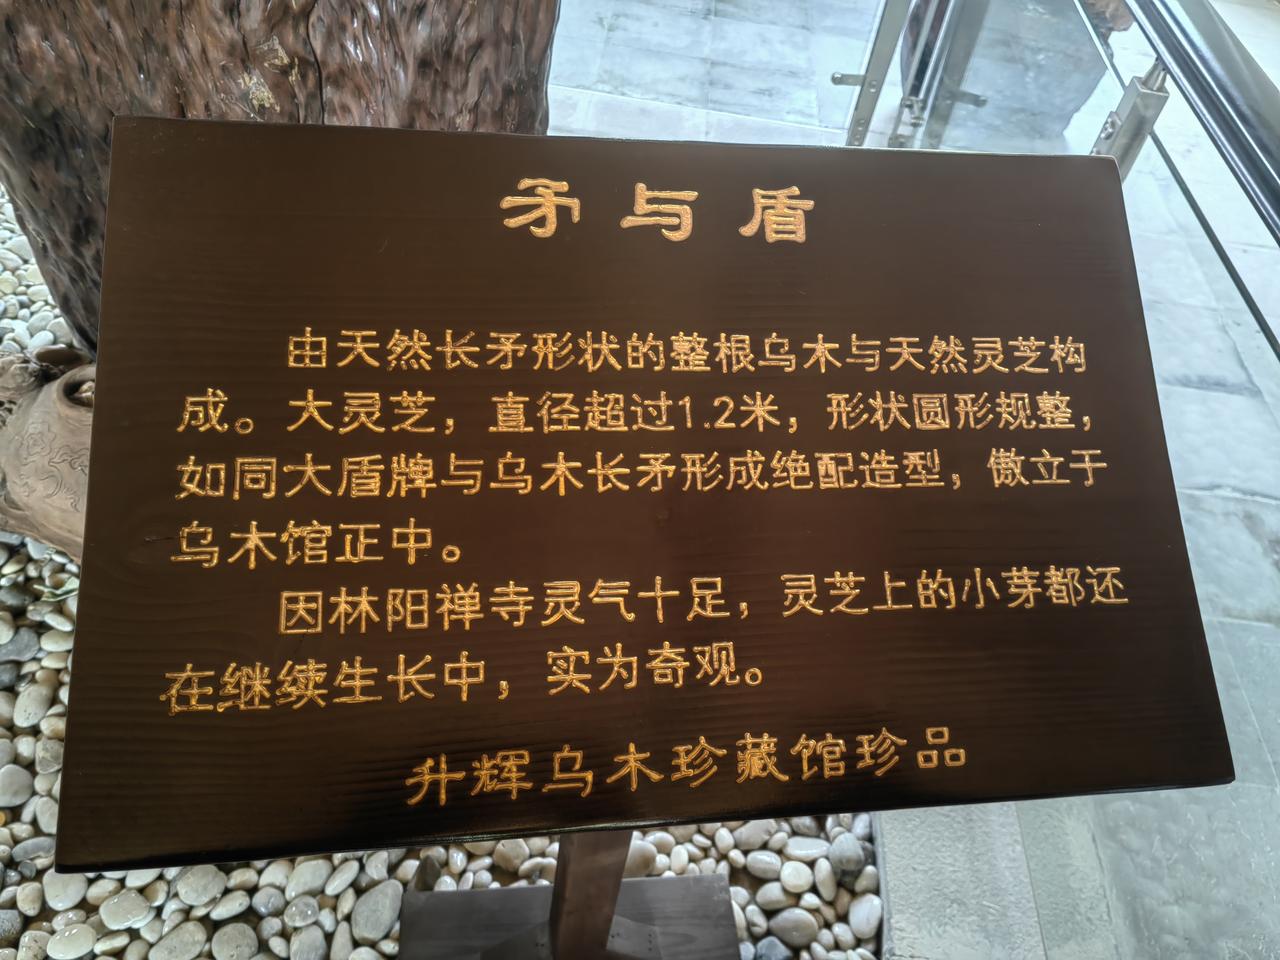 矛与盾
由天然长矛形状的整根乌木与天然灵芝构
成。大灵芝，直径超过1.2米，形状圆形规整，
如同大盾牌与乌木长矛形成绝配造型，傲立于
乌木馆正中。
因林阳禅寺灵气十足，灵芝上的小芽都还
在继续生长中，实为奇观。
升辉乌木珍藏馆珍品